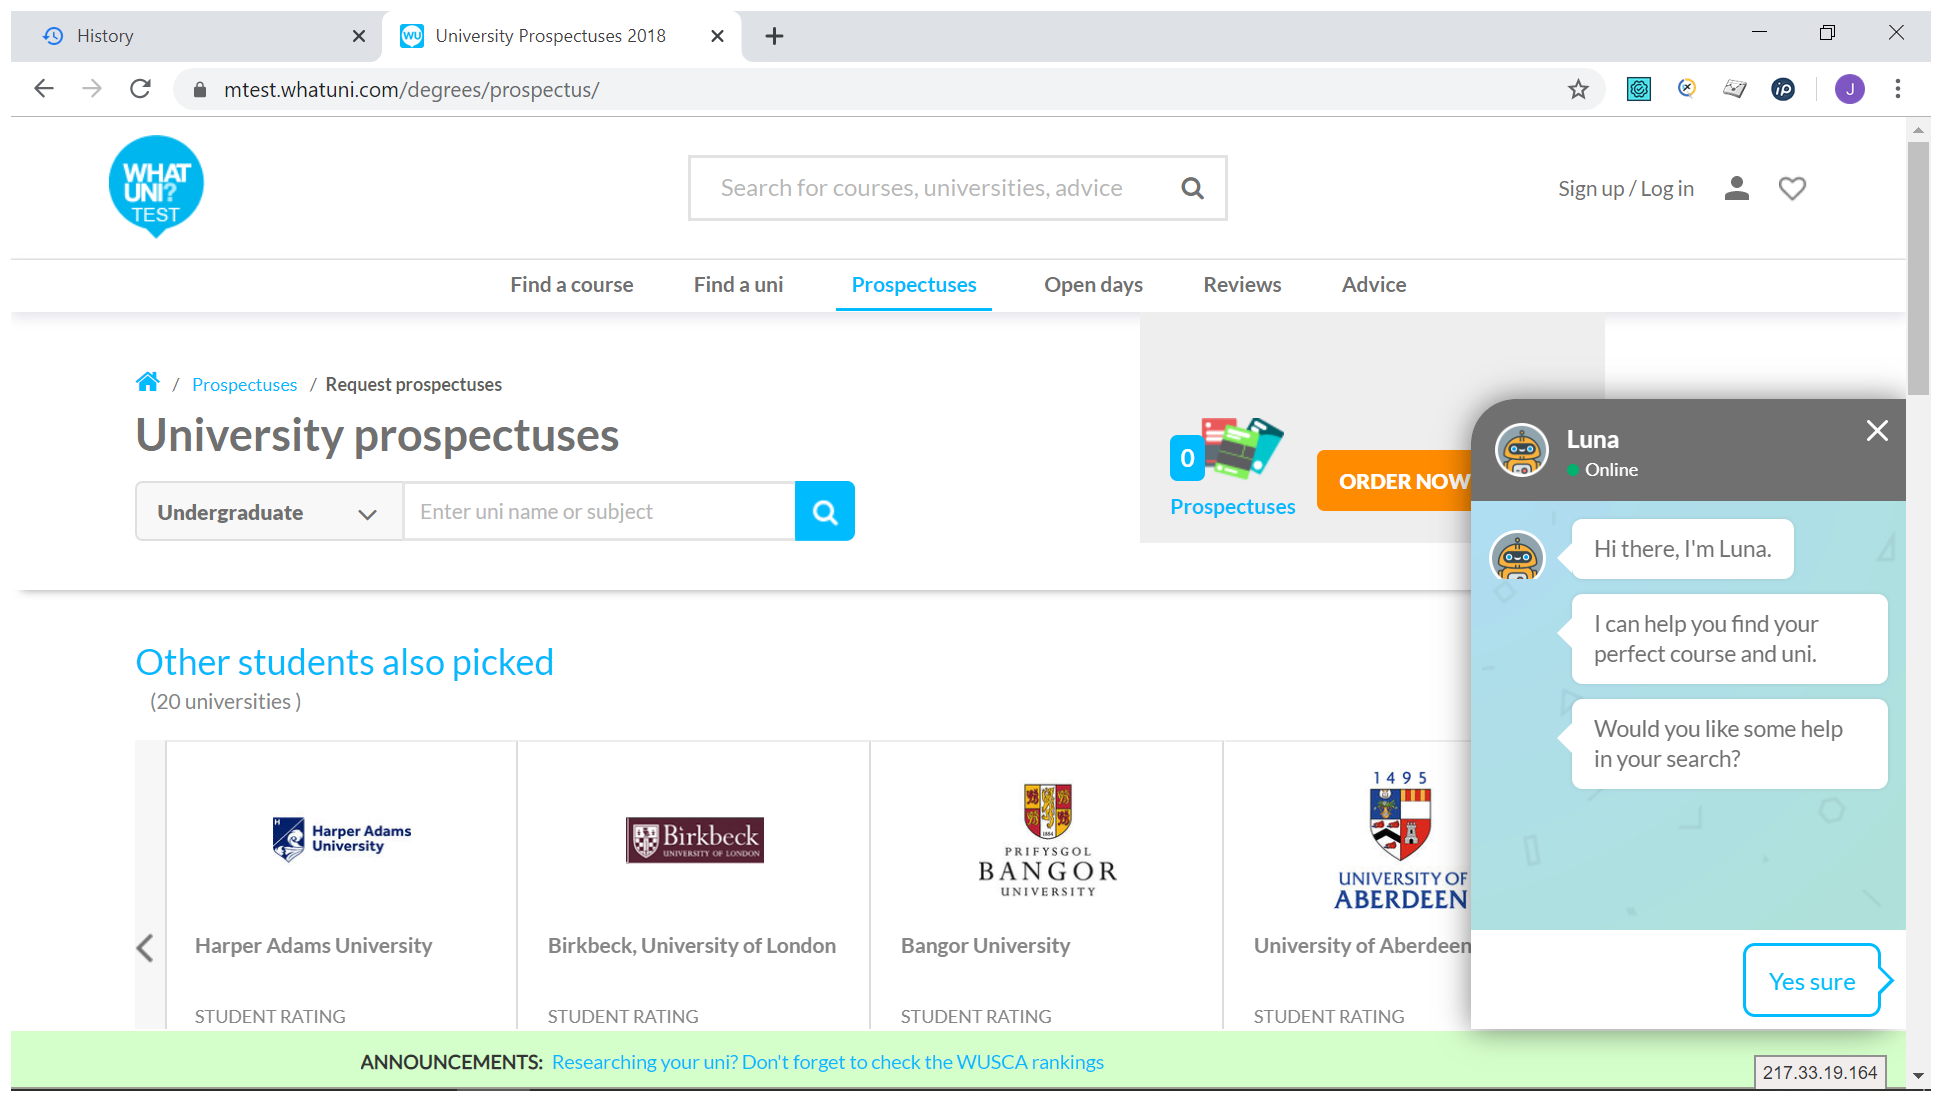 History
University Prospectuses 2018
mtest.whatuni.com/degrees/prospectus/
J
WHAT
UNI?
TEST
Search for courses, universities, advice
Sign up / Log in
Find a course
Find a uni
Prospectuses
Open days
Reviews
Advice
/ Prospectuses / Request prospectuses
University prospectuses
Undergraduate
Enter uni name or subject
0
Prospectuses
ORDER NOW
Other students also picked
(20 universities )
Harper Adams
University
Harper Adams University
STUDENT RATING
Birkbeck
UNIVERSITY OF LONDON
Birkbeck, University of London
STUDENT RATING
1884
PRIFYSGOL
BANGOR
UNIVERSITY
Bangor University
STUDENT RATING
1495
UNIVERSITY OF
ABERDEEN
University of Aberdeen
STUDENT RATING
Luna
Online
Hi there, I'm Luna.
I can help you find your
perfect course and uni.
Would you like some help
in your search?
Yes sure
ANNOUNCEMENTS: Researching your uni? Don't forget to check the WUSCA rankings
217.33.19.164